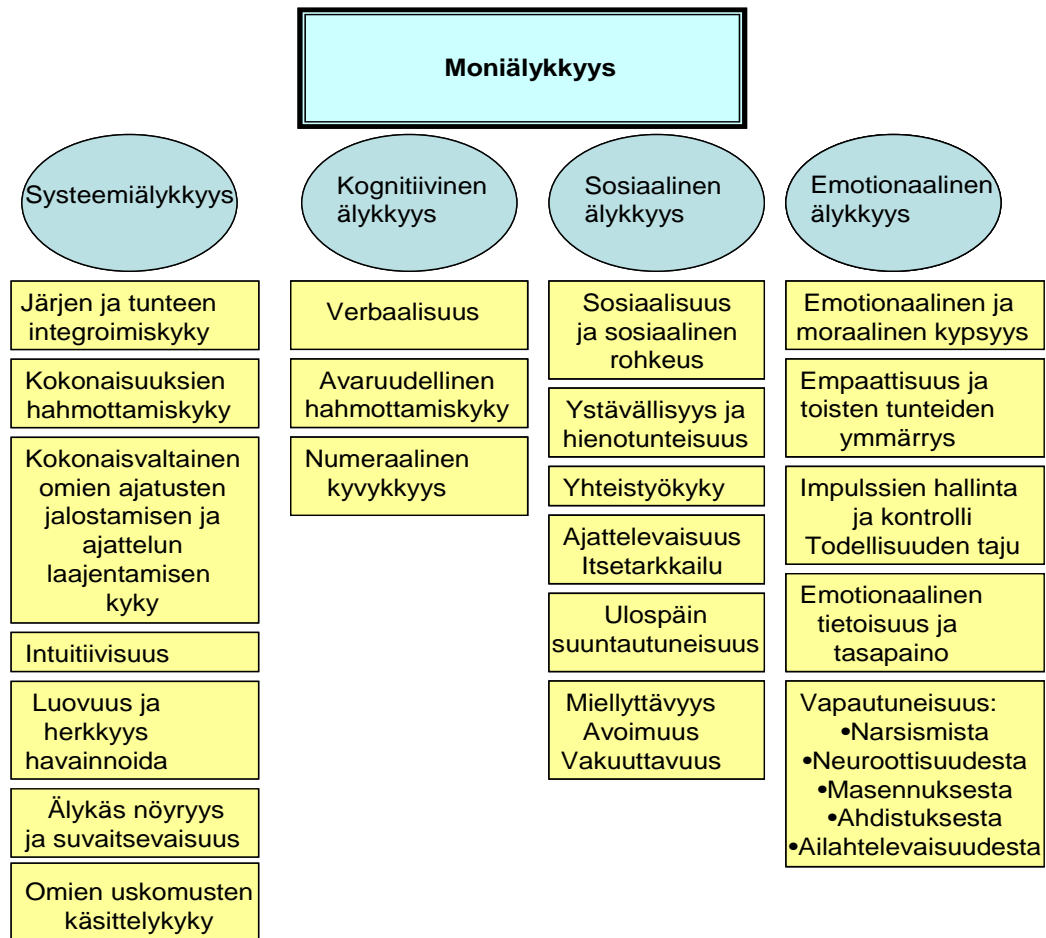 Moniälykkyys
Systeemiälykkyys
Järjen ja tunteen
integroimiskyky
Kokonaisuuksien
hahmottamiskyky
Kokonaisvaltainen
omien ajatusten
jalostamisen ja
ajattelun
laajentamisen
kyky
Intuitiivisuus
Luovuus ja
herkkyys
havainnoida
Älykäs nöyryys
ja suvaitsevaisuus
Omien uskomusten
käsittelykyky
Kognitiivinen
älykkyys
Verbaalisuus
Avaruudellinen
hahmottamiskyky
Numeraalinen
kyvykkyys
Sosiaalinen
älykkyys
Sosiaalisuus
ja sosiaalinen
rohkeus
Ystävällisyys ja
hienotunteisuus
Yhteistyökyky
Ajattelevaisuus
Itsetarkkailu
Ulospäin
suuntautuneisuus
Miellyttävyys
Avoimuus
Vakuuttavuus
Emotionaalinen
älykkyys
Emotionaalinen ja
moraalinen kypsyys
Empaattisuus ja
toisten tunteiden
ymmärrys
Impulssien hallinta
ja kontrolli
Todellisuuden taju
Emotionaalinen
tietoisuus ja
tasapaino
Vapautuneisuus:
•Narsismista
•Neuroottisuudesta
•Masennuksesta
•Ahdistuksesta
•Ailahtelevaisuudesta